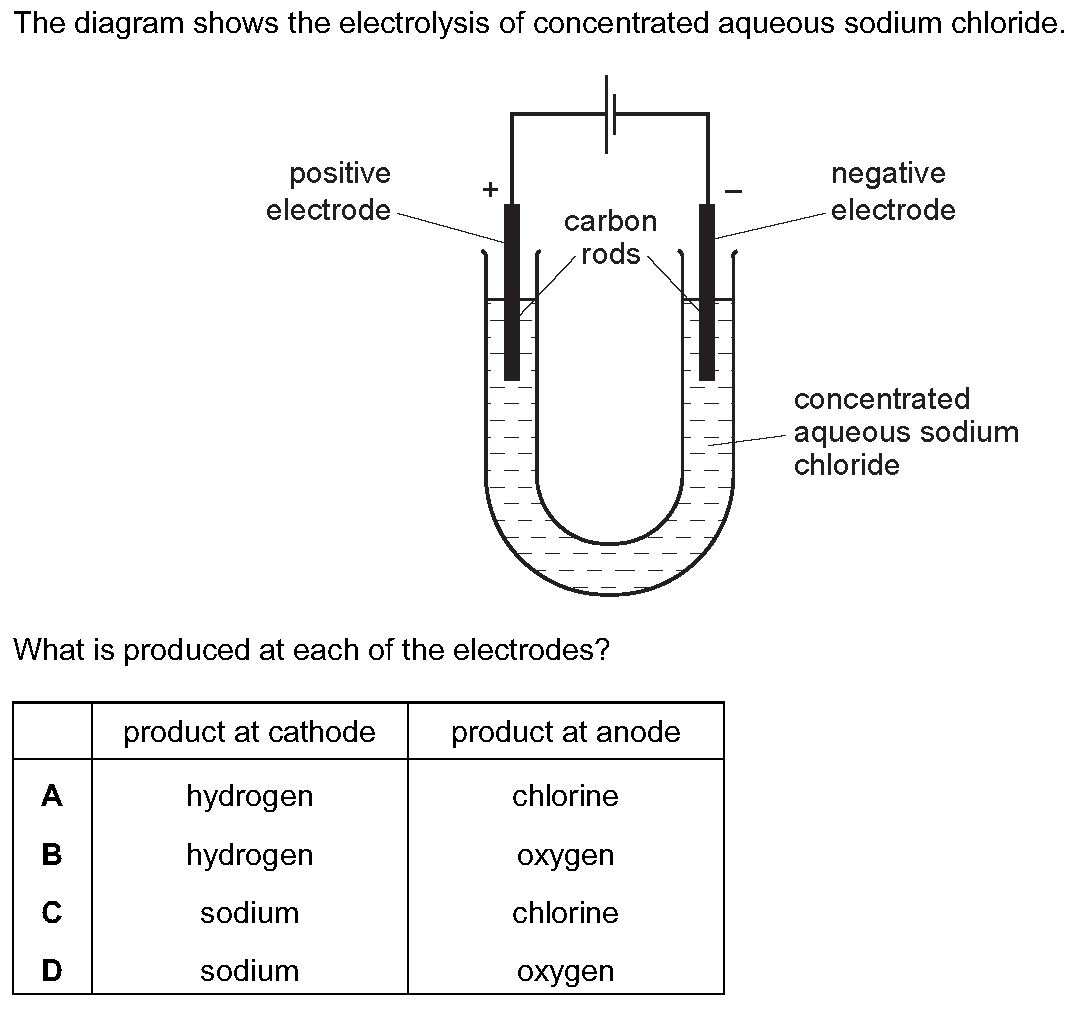 The diagram shows the electrolysis of concentrated aqueous sodium chloride.
positive
electrode
+
–
negative
electrode
carbon
rods
concentrated
aqueous sodium
chloride
What is produced at each of the electrodes?
product at cathode product at anode
A hydrogen chlorine
B hydrogen oxygen
C sodium chlorine
D sodium oxygen